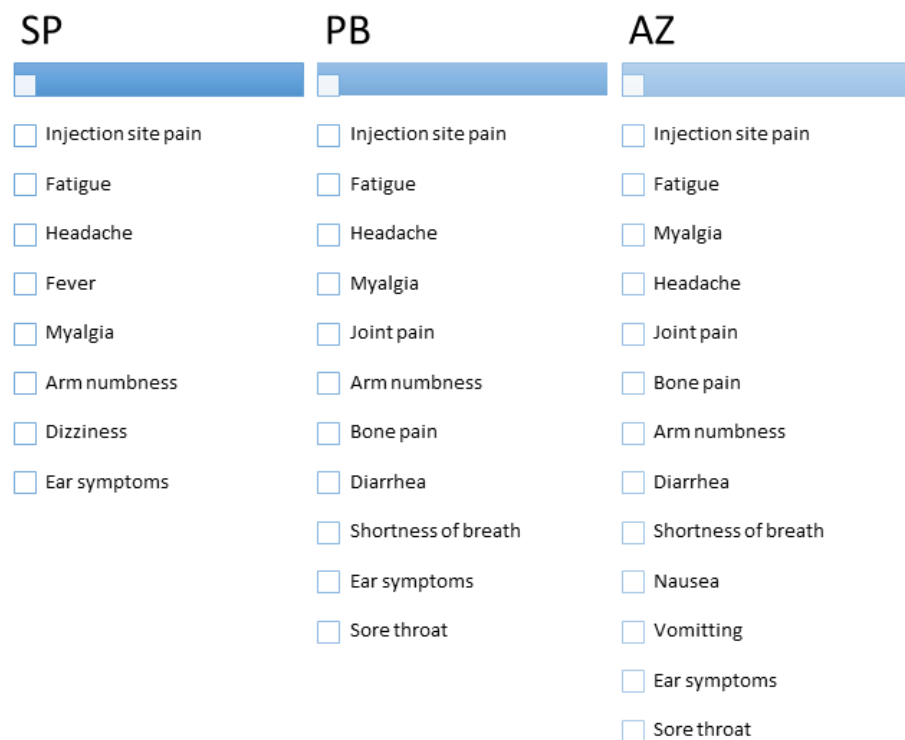 SP
Injection site pain
Fatigue
Headache
Fever
Myalgia
Arm numbness
Dizziness
Ear symptoms
PB
Injection site pain
Fatigue
Headache
Myalgia
Joint pain
Arm numbness
Bone pain
Diarrhea
Shortness of breath
Ear symptoms
Sore throat
AZ
Injection site pain
Fatigue
Myalgia
Headache
Joint pain
Bone pain
Arm numbness
Diarrhea
Shortness of breath
Nausea
Vomitting
Ear symptoms
Sore throat